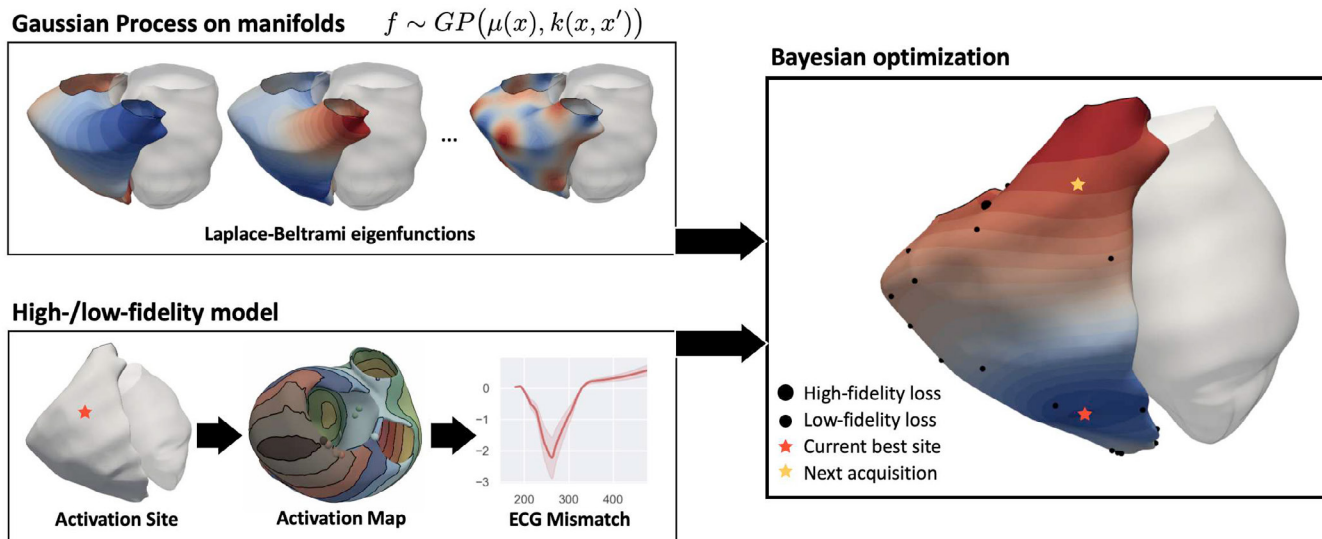 Gaussian Process on manifolds f ∼ GP(μ(x), k(x, x′))
...
Laplace-Beltrami eigenfunctions
High-/low-fidelity model
0
−1
−2
−3
200 300 400
Activation Site
Activation Map
ECG Mismatch
Bayesian optimization
High-fidelity loss
Low-fidelity loss
Current best site
Next acquisition